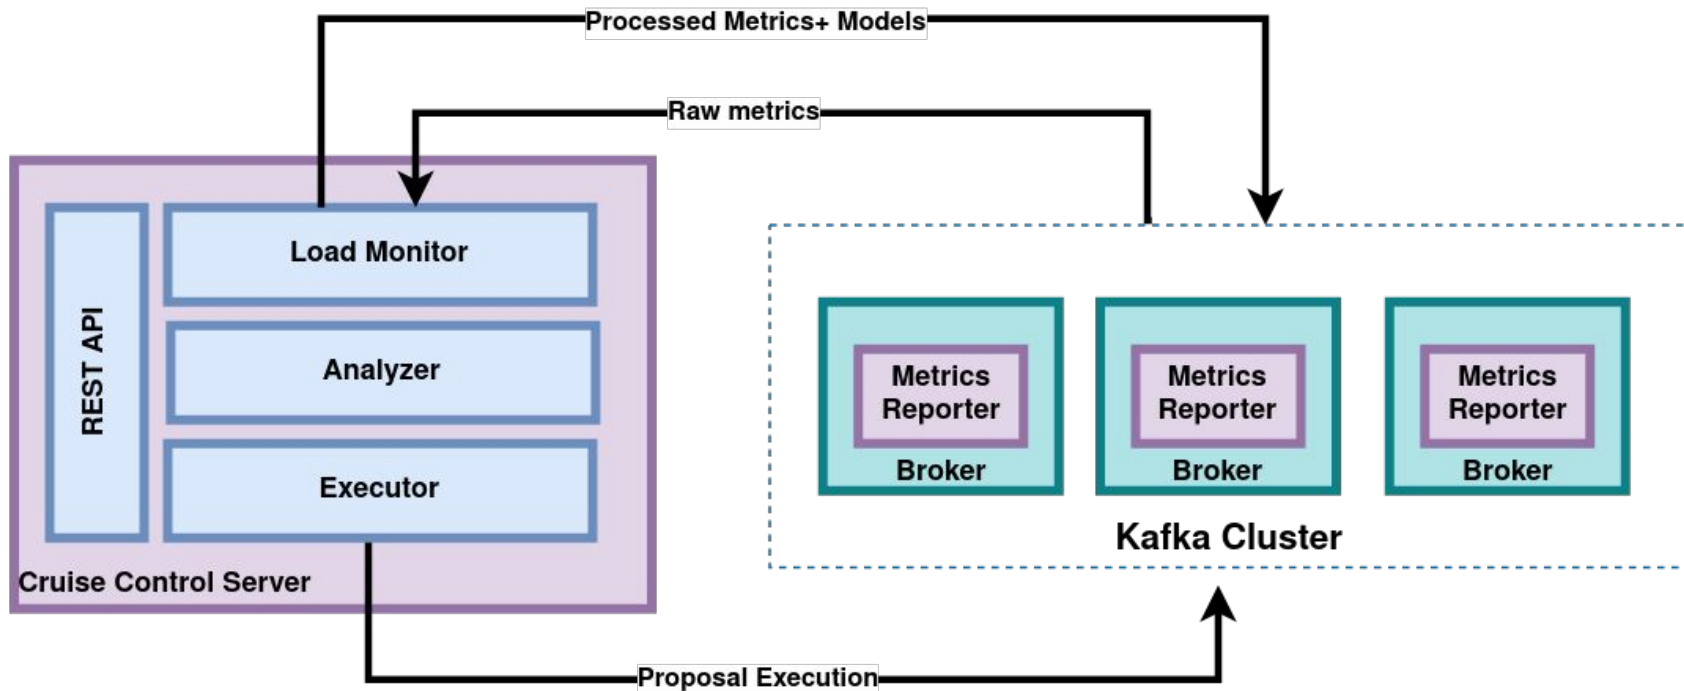 Processed Metrics+ Models
Raw metrics
REST API
Load Monitor
Analyzer
Executor
Cruise Control Server
Metrics
Reporter
Broker
Metrics
Reporter
Broker
Metrics
Reporter
Broker
Kafka Cluster
Proposal Execution